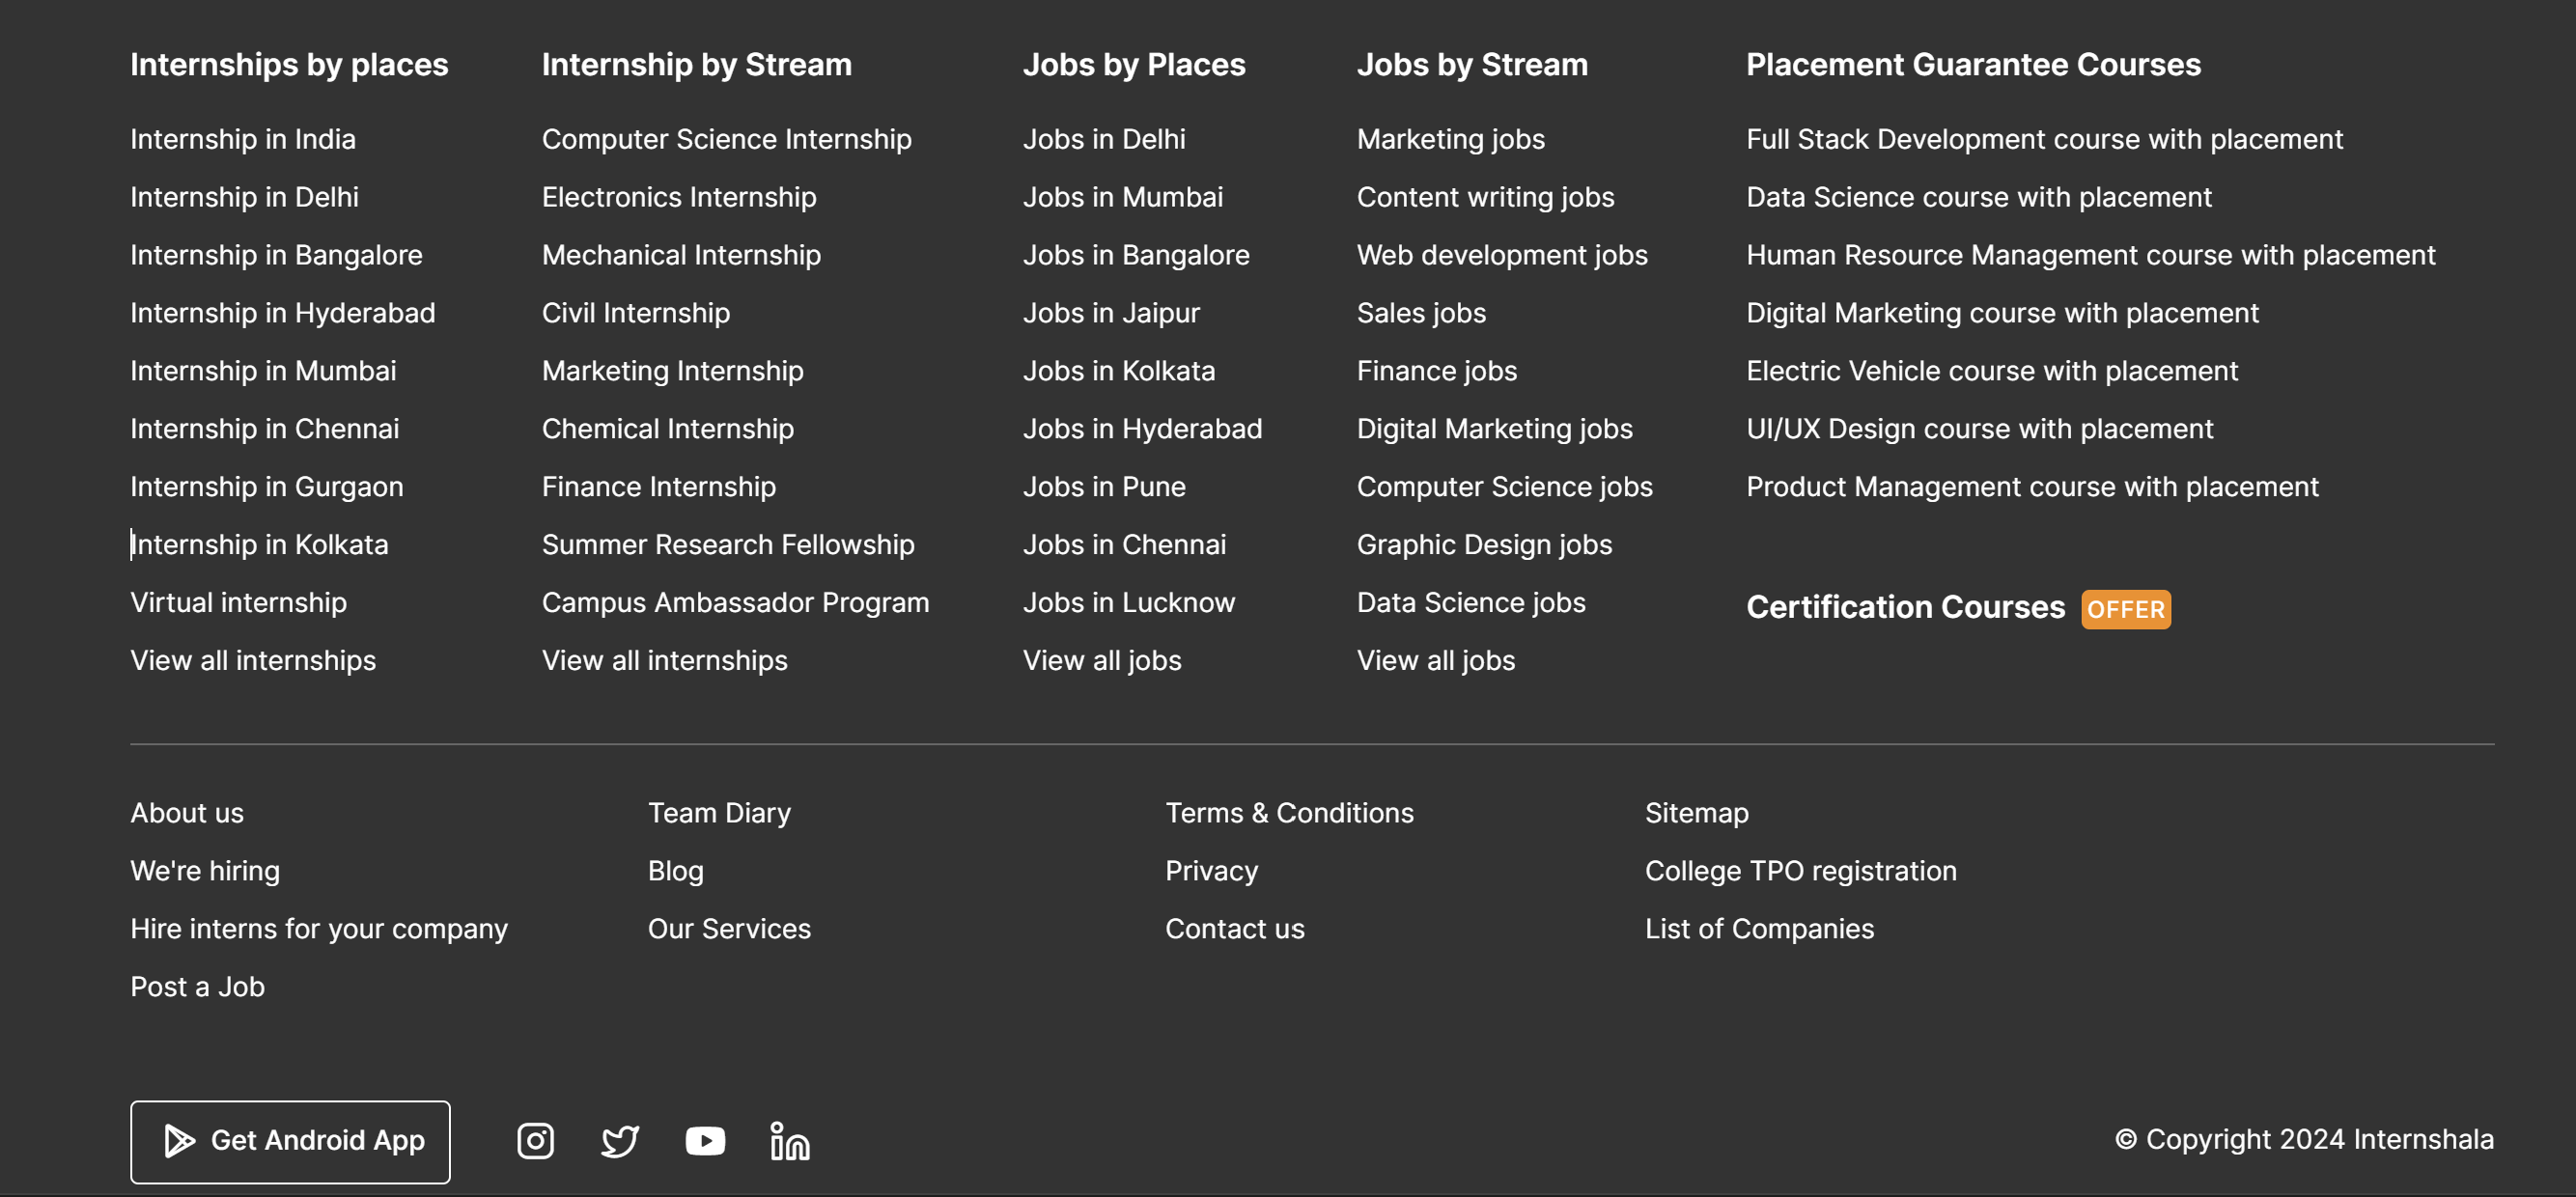 Internships by places
Internship in India
Internship in Delhi
Internship in Bangalore
Internship in Hyderabad
Internship in Mumbai
Internship in Chennai
Internship in Gurgaon
Internship in Kolkata
Virtual internship
View all internships
Internship by Stream
Computer Science Internship
Electronics Internship
Mechanical Internship
Civil Internship
Marketing Internship
Chemical Internship
Finance Internship
Summer Research Fellowship
Campus Ambassador Program
View all internships
Jobs by Places
Jobs in Delhi
Jobs in Mumbai
Jobs in Bangalore
Jobs in Jaipur
Jobs in Kolkata
Jobs in Hyderabad
Jobs in Pune
Jobs in Chennai
Jobs in Lucknow
View all jobs
Jobs by Stream
Marketing jobs
Content writing jobs
Web development jobs
Sales jobs
Finance jobs
Digital Marketing jobs
Computer Science jobs
Graphic Design jobs
Data Science jobs
View all jobs
Placement Guarantee Courses
Full Stack Development course with placement
Data Science course with placement
Human Resource Management course with placement
Digital Marketing course with placement
Electric Vehicle course with placement
UI/UX Design course with placement
Product Management course with placement
Certification Courses OFFER
About us
We're hiring
Hire interns for your company
Post a Job
Team Diary
Blog
Our Services
Terms & Conditions
Privacy
Contact us
Sitemap
College TPO registration
List of Companies
Get Android App
© Copyright 2024 Internshala